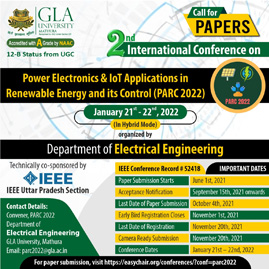 GLA
UNIVERSITY
MATHURA
Accredited with A Grade by NAAC
12-B Status from UGC
Call for
PAPERS
2nd
International Conference on
PARC 2022
Power Electronics & IoT Applications in
Renewable Energy and its Control (PARC 2022)
January 21st - 22nd, 2022
(In Hybrid Mode)
organized by
Department of Electrical Engineering
Technically co-sponsored by
IEEE
IEEE Uttar Pradesh Section
Contact Details:
Convener, PARC 2022
Department of
Electrical Engineering
GLA University, Mathura
Email: parc2022@gla.ac.in
IEEE Conference Record # 52418 IMPORTANT DATES
Paper Submission Starts June 1st, 2021
Acceptance Notification September 15th, 2021 onwards
Last Date of Paper Submission October 4th, 2021
Early Bird Registration Closes November 1st, 2021
Last Date of Registration November 20th, 2021
Camera Ready Submission November 20th, 2021
Conference Dates January 21st – 22nd, 2022
For paper submission, visit https://easychair.org/conferences/?conf=parc2022